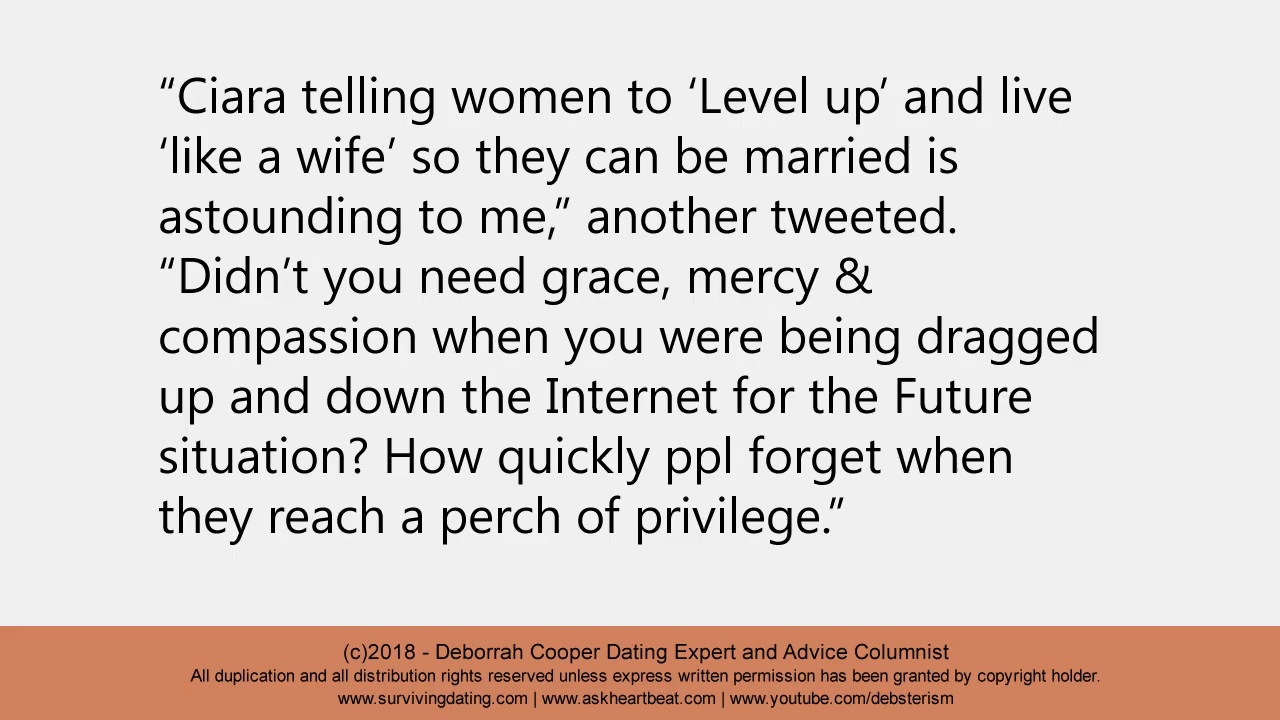 “Ciara telling women to ‘Level up’ and live
‘like a wife’ so they can be married is
astounding to me,” another tweeted.
“Didn’t you need grace, mercy &
compassion when you were being dragged
up and down the Internet for the Future
situation? How quickly ppl forget when
they reach a perch of privilege.”
(c)2018 - Deborrah Cooper Dating Expert and Advice Columnist
All duplication and all distribution rights reserved unless express written permission has been granted by copyright holder.
www.survivingdating.com | www.askheartbeat.com | www.youtube.com/debsterism